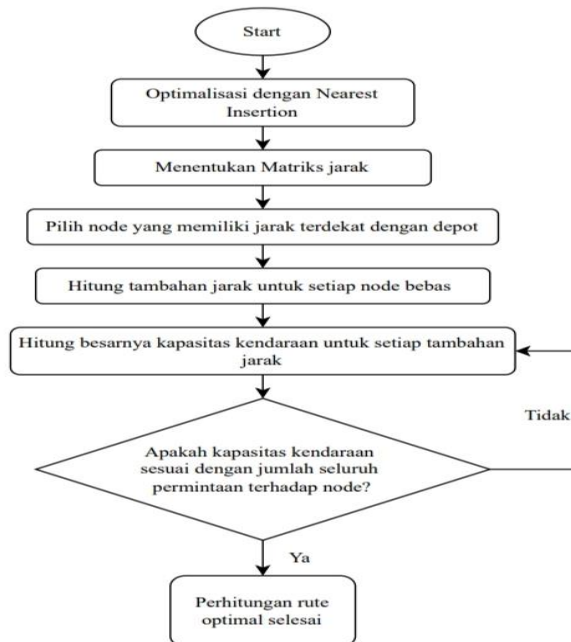 Start
Optimalisasi dengan Nearest
Insertion
Menentukan Matriks jarak
Pilih node yang memiliki jarak terdekat dengan depot
Hitung tambahan jarak untuk setiap node bebas
Hitung besarnya kapasitas kendaraan untuk setiap tambahan
jarak
Tidak
Apakah kapasitas kendaraan
sesuai dengan jumlah seluruh
permintaan terhadap node?
Ya
Perhitungan rute
optimal selesai